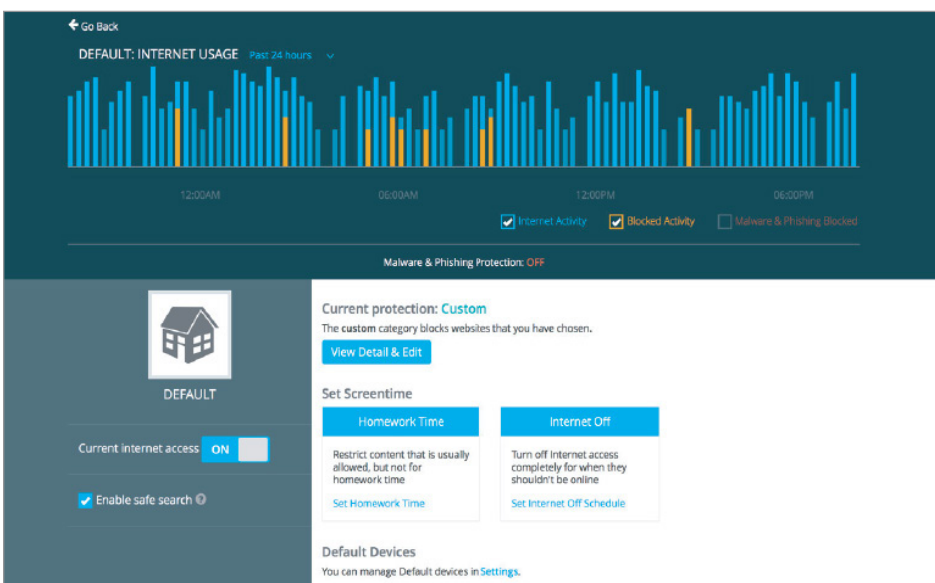 Go Back
DEFAULT: INTERNET USAGE Past 24 hours
12:00AM 06:00AM 12:00PM 06:00PM
Internet Activity Blocked Activity Malware & Phishing Blocked
Malware & Phishing Protection: OFF
DEFAULT
Current internet access ON
Enable safe search ?
Current protection: Custom
The custom category blocks websites that you have chosen.
View Detail & Edit
Set Screentime
Homework Time
Restrict content that is usually
allowed, but not for
homework time
Set Homework Time
Internet Off
Turn off Internet access
completely for when they
shouldn't be online
Set Internet Off Schedule
Default Devices
You can manage Default devices in Settings.